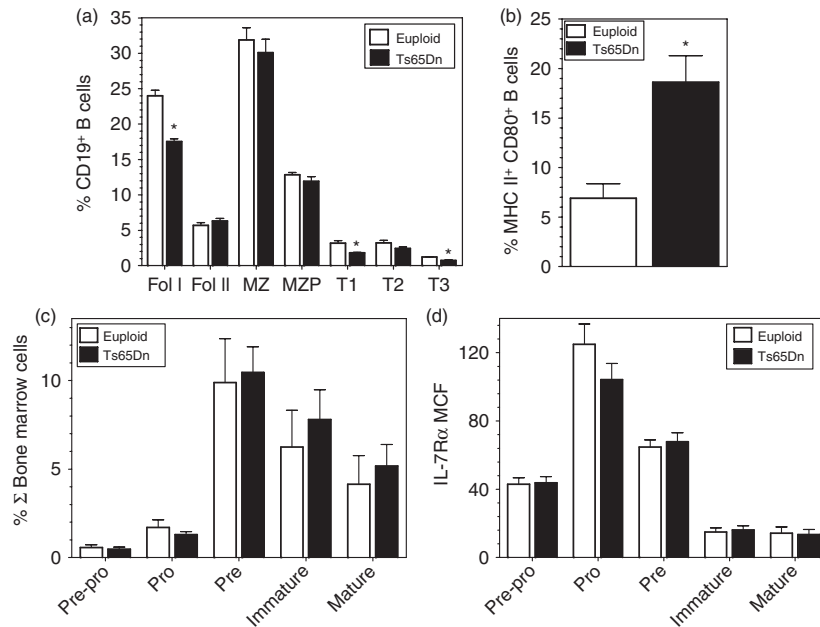 (a)
% CD19+ B cells
35
30
25
20
15
10
5
0
Euploid
Ts65Dn
*
*
*
Fol I Fol II MZ MZP T1 T2 T3
(b)
% MHC II+ CD80+ B cells
25
20
15
10
5
0
Euploid
Ts65Dn
*
(c)
% Σ Bone marrow cells
10
5
0
Euploid
Ts65Dn
Pre-pro Pro Pre Immature Mature
(d)
IL-7Rα MCF
120
80
40
0
Euploid
Ts65Dn
Pre-pro Pro Pre Immature Mature